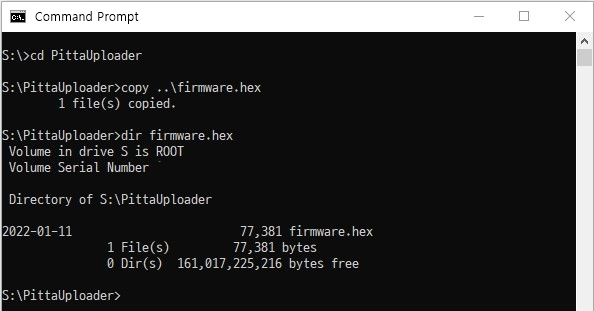 Command Prompt
S:\>cd PittaUploader
S:\PittaUploader>copy ..\firmware.hex
        1 file(s) copied.
S:\PittaUploader>dir firmware.hex
 Volume in drive S is ROOT
 Volume Serial Number
 Directory of S:\PittaUploader
2022-01-11                        77,381 firmware.hex
               1 File(s)         77,381 bytes
               0 Dir(s)  161,017,225,216 bytes free
S:\PittaUploader>